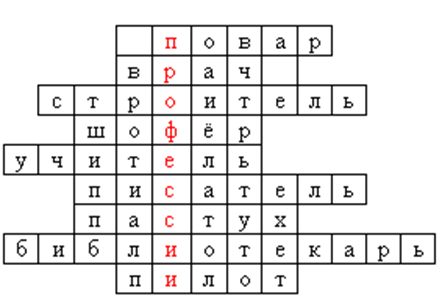 повар
врач
строитель
шофёр
учитель
писатель
пастух
библиотекарь
пилот